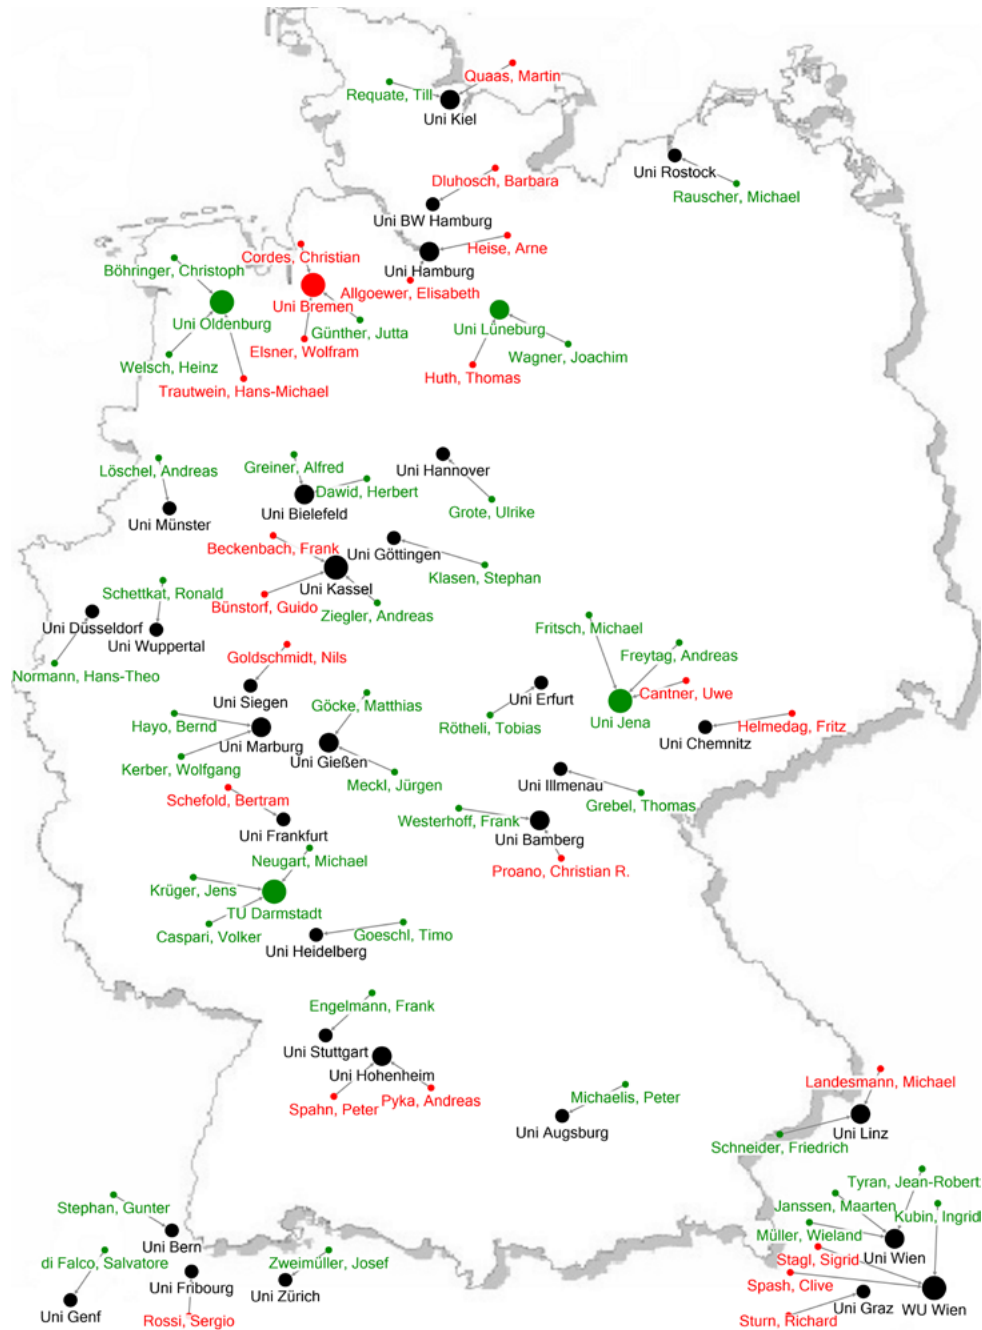 Quaas, Martin
Requate, Till
Uni Kiel
Uni Rostock
Rauscher, Michael
Dluhosch, Barbara
Uni BW Hamburg
Cordes, Christian
Heise, Arne
Böhringer, Christoph
Uni Hamburg
Allgoewer, Elisabeth
Uni Bremen
Uni Oldenburg
Günther, Jutta
Uni Lüneburg
Elsner, Wolfram
Wagner, Joachim
Welsch, Heinz
Huth, Thomas
Trautwein, Hans-Michael
Löschel, Andreas
Greiner, Alfred
Uni Hannover
Dawid, Herbert
Uni Bielefeld
Grote, Ulrike
Uni Münster
Beckenbach, Frank
Uni Göttingen
Klasen, Stephan
Uni Kassel
Schettkat, Ronald
Bünstorf, Guido
Ziegler, Andreas
Uni Düsseldorf
Fritsch, Michael
Uni Wuppertal
Goldschmidt, Nils
Freytag, Andreas
Normann, Hans-Theo
Uni Siegen
Göcke, Matthias
Uni Erfurt
Cantner, Uwe
Hayo, Bernd
Rötheli, Tobias
Uni Jena
Helmedag, Fritz
Uni Marburg
Uni Gießen
Uni Chemnitz
Kerber, Wolfgang
Meckl, Jürgen
Uni Illmenau
Schefold, Bertram
Grebel, Thomas
Westerhoff, Frank
Uni Frankfurt
Uni Bamberg
Neugart, Michael
Proano, Christian R.
Krüger, Jens
TU Darmstadt
Caspari, Volker
Goeschl, Timo
Uni Heidelberg
Engelmann, Frank
Uni Stuttgart
Uni Hohenheim
Landesmann, Michael
Pyka, Andreas
Michaelis, Peter
Spahn, Peter
Uni Augsburg
Uni Linz
Schneider, Friedrich
Tyran, Jean-Robert
Stephan, Gunter
Janssen, Maarten
Kubin, Ingrid
Müller, Wieland
Uni Bern
Uni Wien
di Falco, Salvatore
Zweimüller, Josef
Stagl, Sigrid
Uni Fribourg
Uni Zürich
Spash, Clive
Uni Genf
Uni Graz
WU Wien
Rossi, Sergio
Sturn, Richard